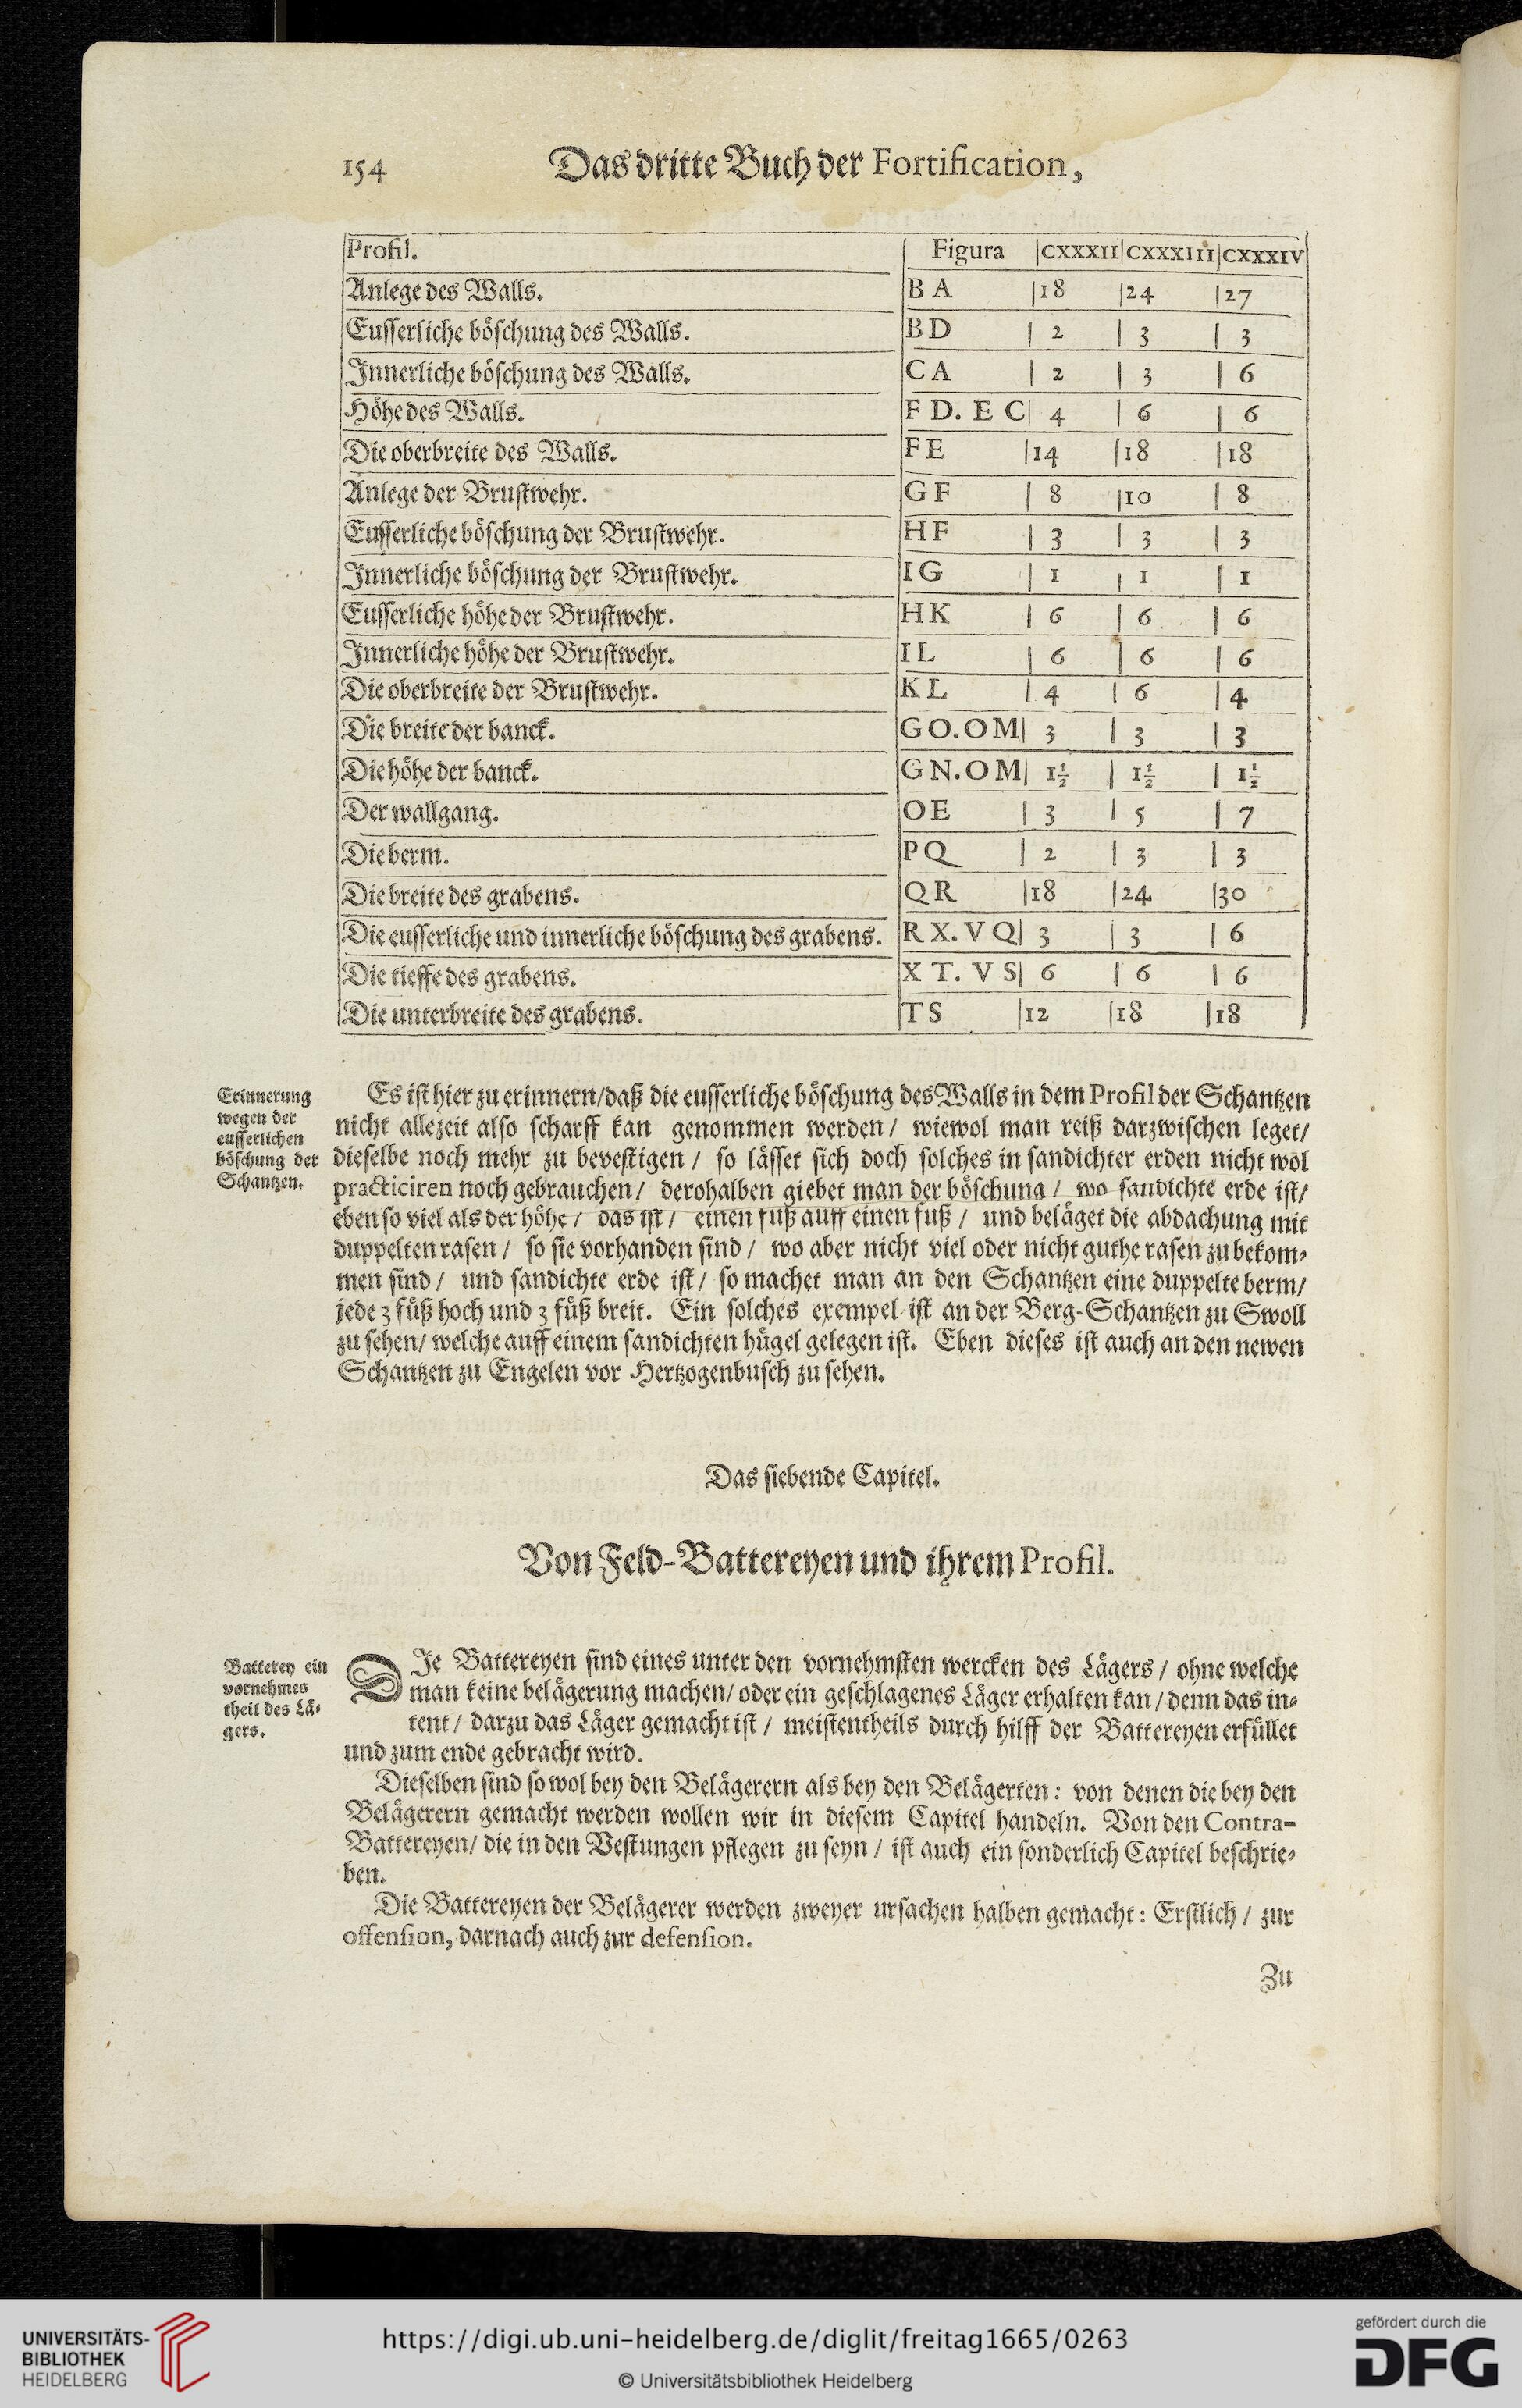 154 Das dritte Buch der Fortification,
Profil. Figura CXXXII CXXXIII CXXXIV
Anlege des Walls. B A 18 24 27
Eusserliche böschung des Walls. B D 2 3 3
Innerliche böschung des Walls. C A 2 3 6
Höhe des Walls. F D. E C 4 6 6
Die oberbreite des Walls. F E 14 18 18
Anlege der Brustwehr. G F 8 10 8
Eusserliche böschung der Brustwehr. H F 3 3 3
Innerliche böschung der Brustwehr. I G 1 1 1
Eusserliche höhe der Brustwehr. H K 6 6 6
Innerliche höhe der Brustwehr. I L 6 6 6
Die oberbreite der Brustwehr. K L 4 6 4
Die breite der banck. G O. O M 3 3 3
Die höhe der banck. G N. O M 1½ 1½ 1½
Der wallgang. O E 3 5 7
Die berm. P Q 2 3 3
Die breite des grabens. Q R 18 24 30
Die eusserliche und innerliche böschung des grabens. R X. V Q 3 3 6
Die tieffe des grabens. X T. V S 6 6 6
Die unterbreite des grabens. T S 12 18 18
Erinnerung
wegen der
eusserlichen
böschung der
Schantzen.
Es ist hier zu erinnern/ daß die eusserliche böschung des Walls in dem Profil der Schantzen
nicht allezeit also scharff kan genommen werden/ wiewol man reiß darzwischen leget/
dieselbe noch mehr zu bevestigen/ so lässet sich doch solches in sandichter erden nicht wol
practiciren noch gebrauchen/ derohalben giebet man der böschung/ wo sandichte erde ist/
eben so viel als der höhe/ das ist/ einen fuß auff einen fuß/ und beläget die abdachung mit
duppelten rasen/ so sie vorhanden sind/ wo aber nicht viel oder nicht guthe rasen zu bekom-
men sind/ und sandichte erde ist/ so machet man an den Schantzen eine duppelte berm/
jede 3 füß hoch und 3 füß breit. Ein solches exempel ist an der Berg-Schantzen zu Swoll
zu sehen/ welche auff einem sandichten hügel gelegen ist. Eben dieses ist auch an den newen
Schantzen zu Engelen vor Hertzogenbusch zu sehen.
Das siebende Capitel.
Von Feld-Battereyen und ihrem Profil.
Batterey ein
vornehmes
theil des Lä-
gers.
DIe Battereyen sind eines unter den vornehmsten wercken des Lägers/ ohne welche
man keine belägerung machen/ oder ein geschlagenes Läger erhalten kan/ denn das in-
tent/ darzu das Läger gemacht ist/ meistentheils durch hilff der Battereyen erfüllet
und zum ende gebracht wird.
Dieselben sind so wol bey den Belägerern als bey den Belägerten: von denen die bey den
Belägerern gemacht werden wollen wir in diesem Capitel handeln. Von den Contra-
Battereyen/ die in den Vestungen pflegen zu seyn/ ist auch ein sonderlich Capitel beschrie-
ben.
Die Battereyen der Belägerer werden zweyer ursachen halben gemacht: Erstlich/ zur
offension, darnach auch zur defension.
Zu
UNIVERSITÄTS-
BIBLIOTHEK
HEIDELBERG
https://digi.ub.uni-heidelberg.de/diglit/freitag1665/0263
© Universitätsbibliothek Heidelberg
gefördert durch die
DFG